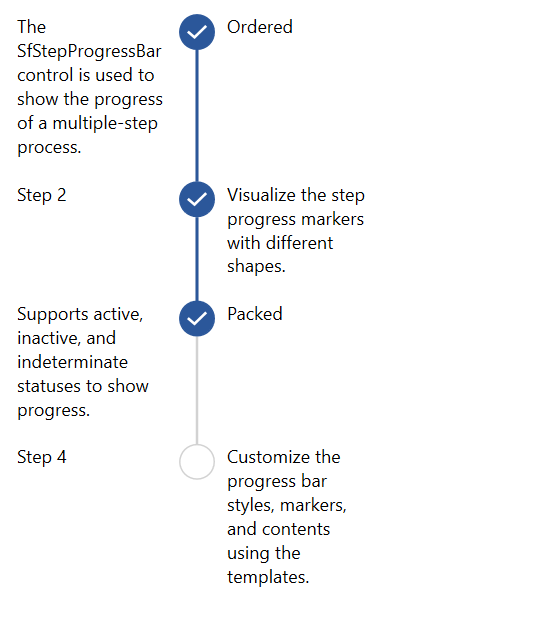 The
SfStepProgressBar
control is used to
show the progress
of a multiple-step
process.
Ordered
Step 2
Visualize the step
progress markers
with different
shapes.
Supports active,
inactive, and
indeterminate
statuses to show
progress.
Packed
Step 4
Customize the
progress bar
styles, markers,
and contents
using the
templates.